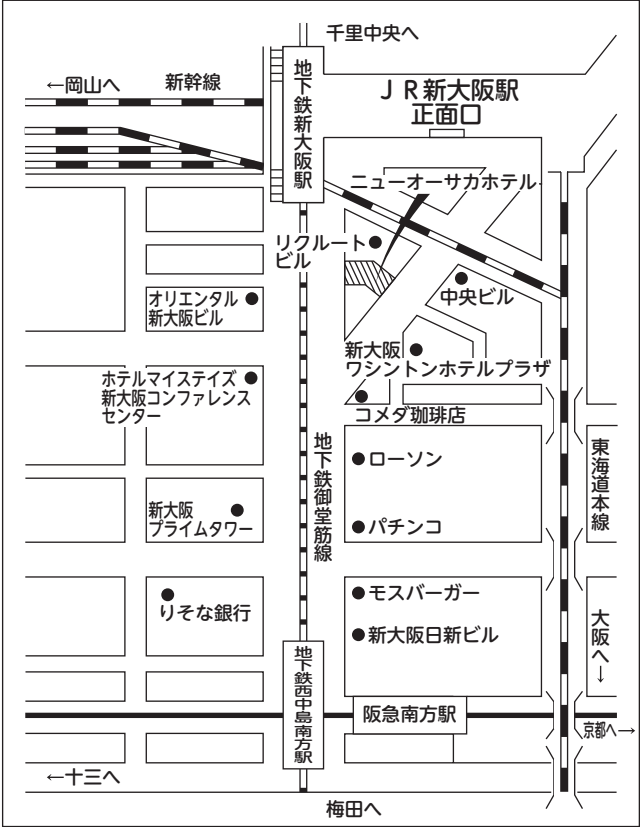 千里中央へ
←岡山へ
新幹線
地下鉄新大阪駅
ＪＲ新大阪駅
正面口
ニューオーサカホテル
リクルート
ビル
オリエンタル
新大阪ビル
中央ビル
新大阪
ワシントンホテルプラザ
ホテルマイステイズ
新大阪コンファレンス
センター
コメダ珈琲店
地下鉄御堂筋線
ローソン
東海道本線
新大阪
プライムタワー
パチンコ
りそな銀行
モスバーガー
新大阪日新ビル
大阪へ→
地下鉄西中島南方駅
阪急南方駅
京都へ→
←十三へ
梅田へ